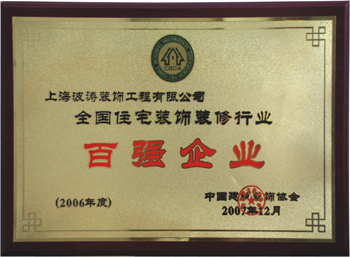 CBDA
上海波涛装饰工程有限公司
全国住宅装饰装修行业
百强企业
(2006年度)
中国建筑装饰协会
2007年12月